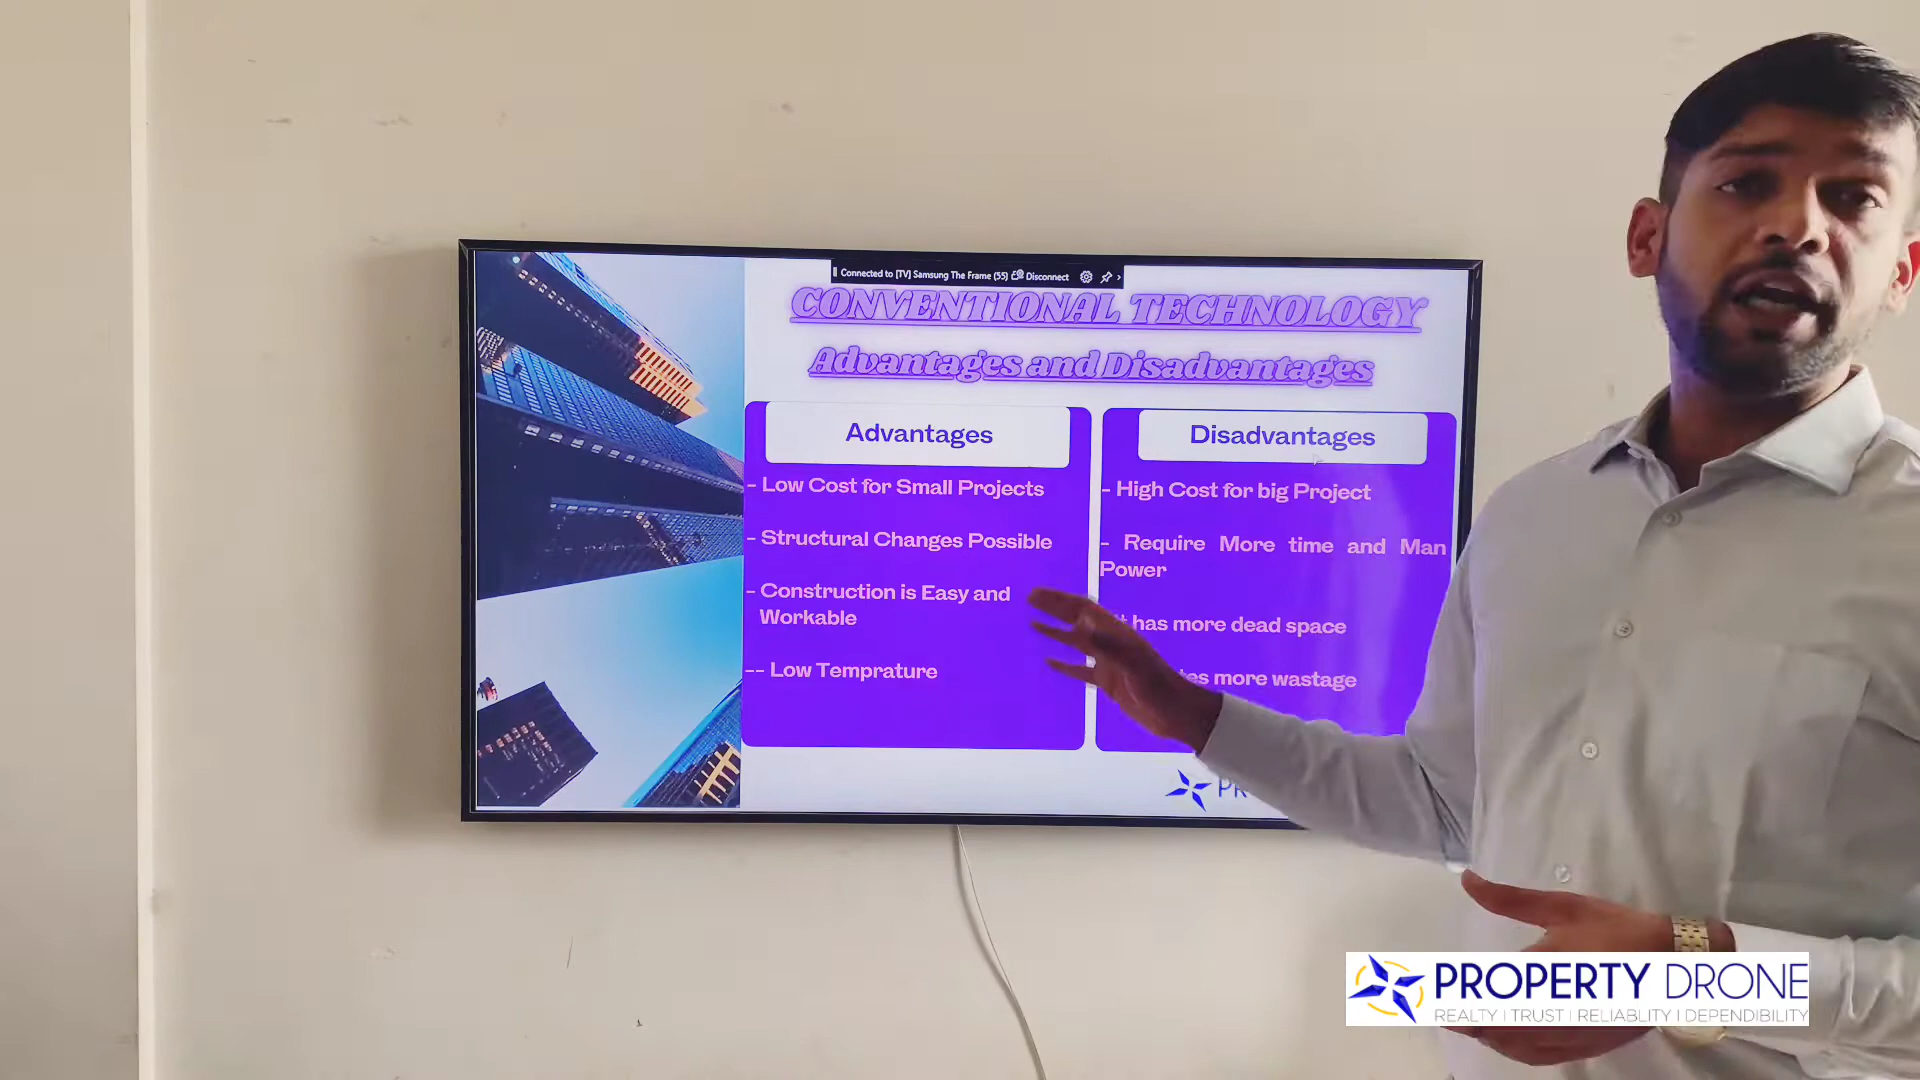 Connected to [TV] Samsung The Frame (55) Disconnect
CONVENTIONAL TECHNOLOGY
Advantages and Disadvantages
Advantages
- Low Cost for Small Projects
- Structural Changes Possible
- Construction is Easy and
Workable
-- Low Temprature
Disadvantages
- High Cost for big Project
- Require More time and Man
Power
has more dead space
more wastage
PROPERTY DRONE
REALTY | TRUST | RELIABLITY | DEPENDIBILITY